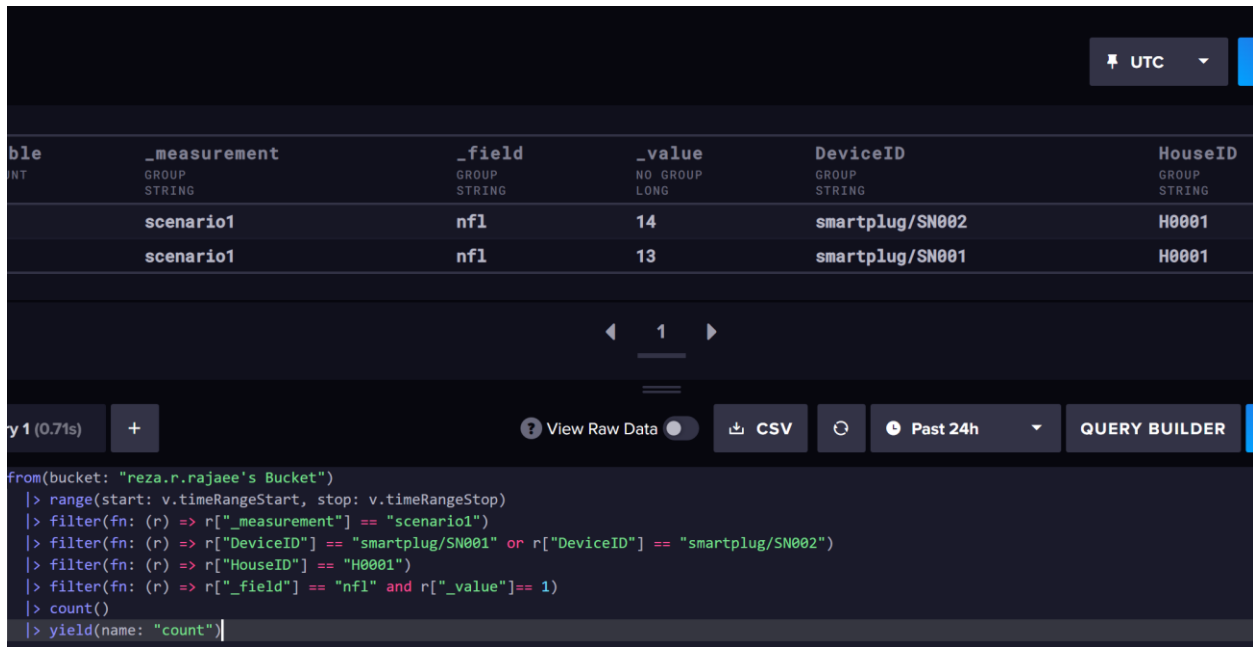 UTC
ble _measurement _field _value DeviceID HouseID
NT GROUP GROUP NO GROUP GROUP GROUP
STRING STRING LONG STRING STRING
scenario1 nfl 14 smartplug/SN002 H0001
scenario1 nfl 13 smartplug/SN001 H0001
1
y 1 (0.71s) + ? View Raw Data CSV Past 24h QUERY BUILDER
from(bucket: "reza.r.rajaee's Bucket")
|> range(start: v.timeRangeStart, stop: v.timeRangeStop)
|> filter(fn: (r) => r["_measurement"] == "scenario1")
|> filter(fn: (r) => r["DeviceID"] == "smartplug/SN001" or r["DeviceID"] == "smartplug/SN002")
|> filter(fn: (r) => r["HouseID"] == "H0001")
|> filter(fn: (r) => r["_field"] == "nfl" and r["_value"]== 1)
|> count()
|> yield(name: "count")